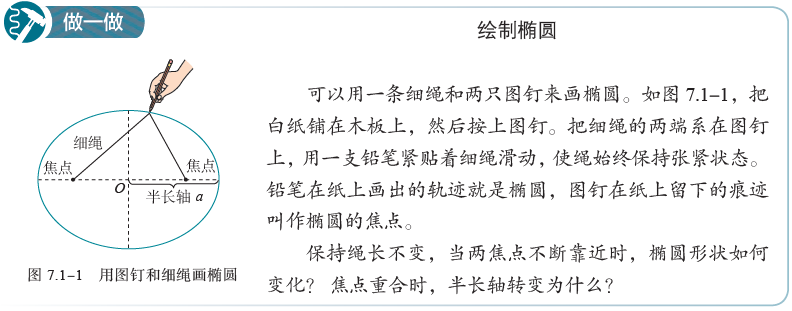 做一做
绘制椭圆
细绳
焦点
焦点
O
半长轴 a
图 7.1-1 用图钉和细绳画椭圆
可以用一条细绳和两只图钉来画椭圆。如图 7.1-1，把
白纸铺在木板上，然后按上图钉。把细绳的两端系在图钉
上，用一支铅笔紧贴着细绳滑动，使绳始终保持张紧状态。
铅笔在纸上画出的轨迹就是椭圆，图钉在纸上留下的痕迹
叫作椭圆的焦点。
保持绳长不变，当两焦点不断靠近时，椭圆形状如何
变化？ 焦点重合时，半长轴转变为什么？